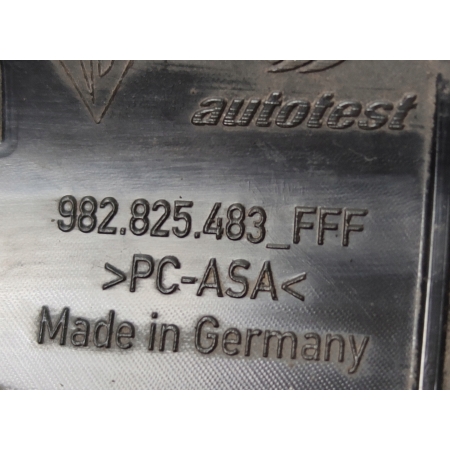 autotest
982.825.483_FFF
>PC-ASA<
Made in Germany